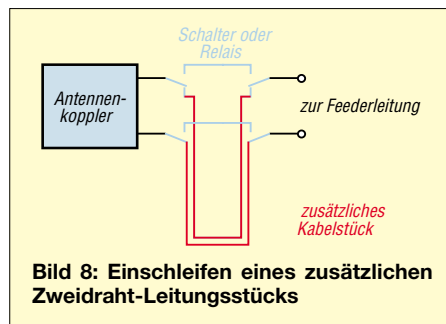 Schalter oder
Relais
Antennen-
koppler
zur Feederleitung
zusätzliches
Kabelstück
Bild 8: Einschleifen eines zusätzlichen
Zweidraht-Leitungsstücks